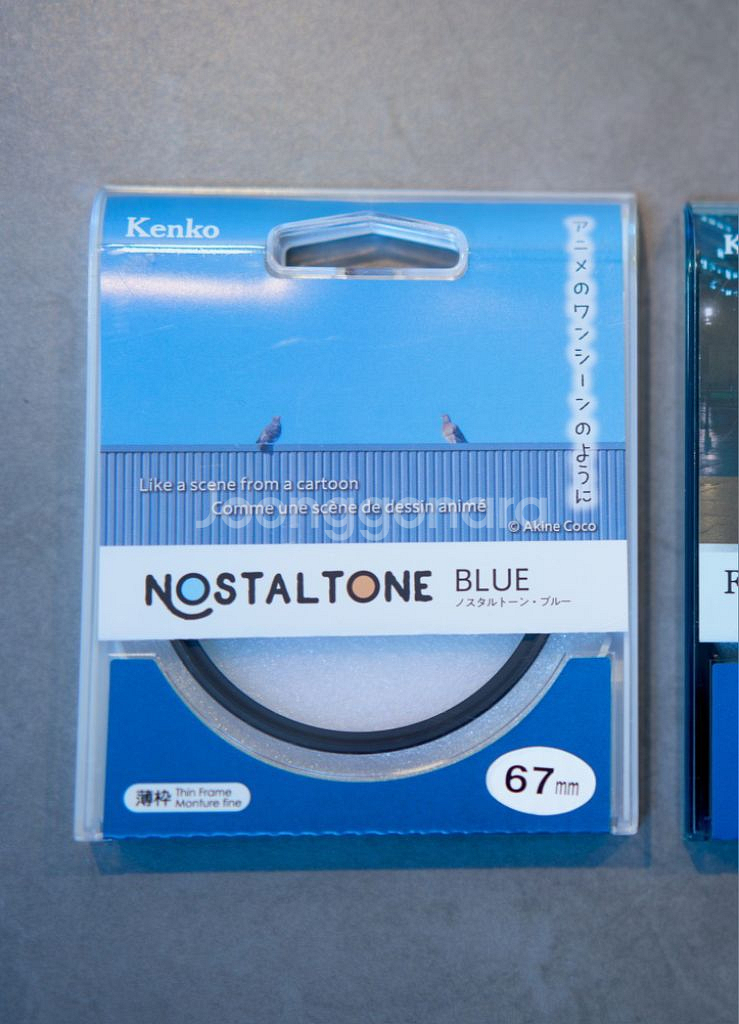 Kenko
アニメのワンシーンのように
Like a scene from a cartoon
Comme une scène de dessin animé
Joonggonara
© Akine Coco
NOSTALTONE BLUE
ノスタルトーン・ブルー
薄枠 Thin Frame
Monture fine
67mm
K
F